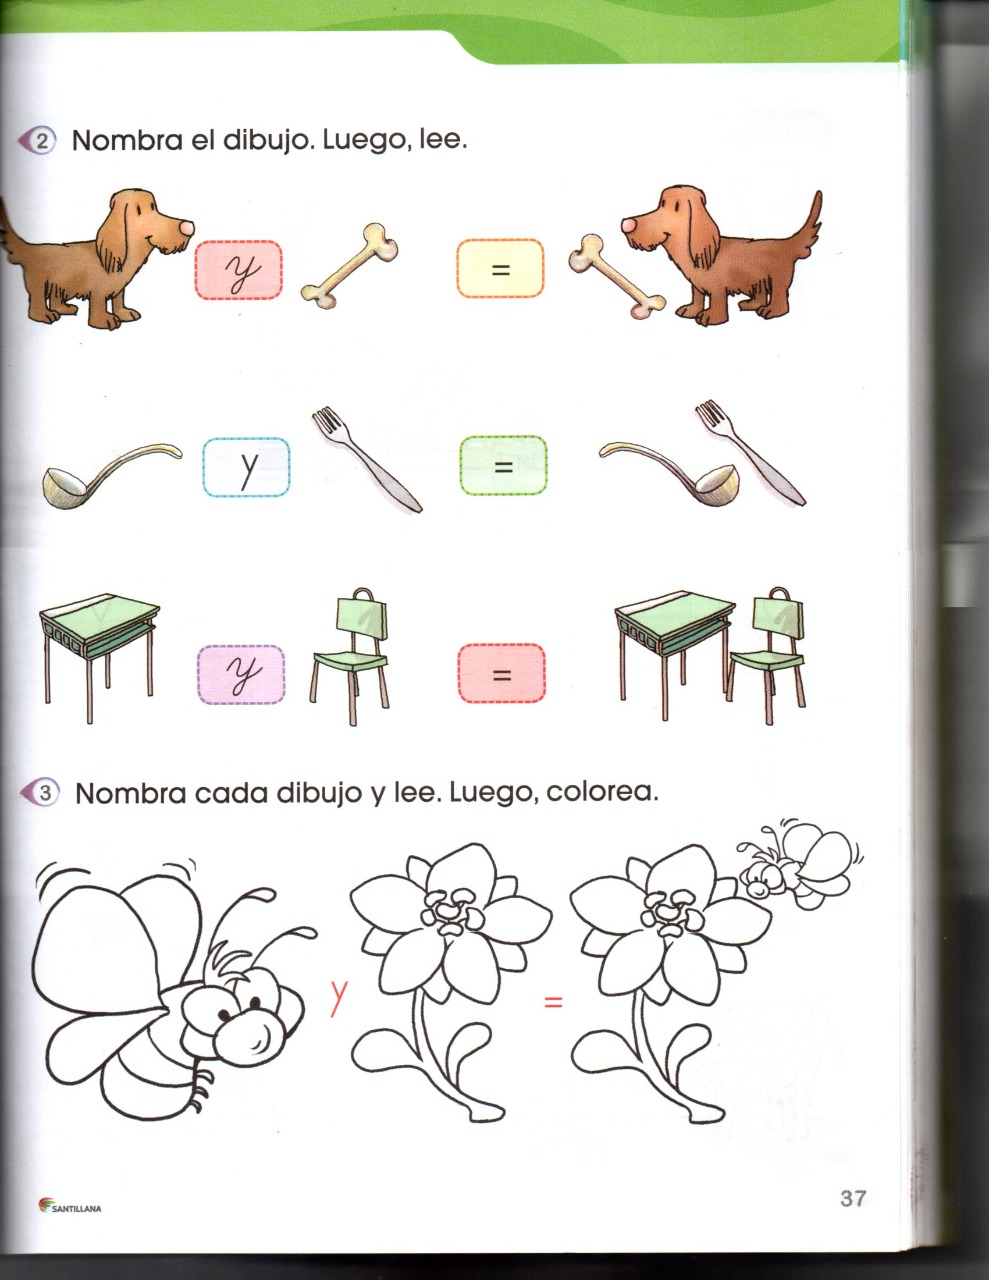 2 Nombra el dibujo. Luego, lee.
y =
y =
y =
3 Nombra cada dibujo y lee. Luego, colorea.
y =
SANTILLANA
37